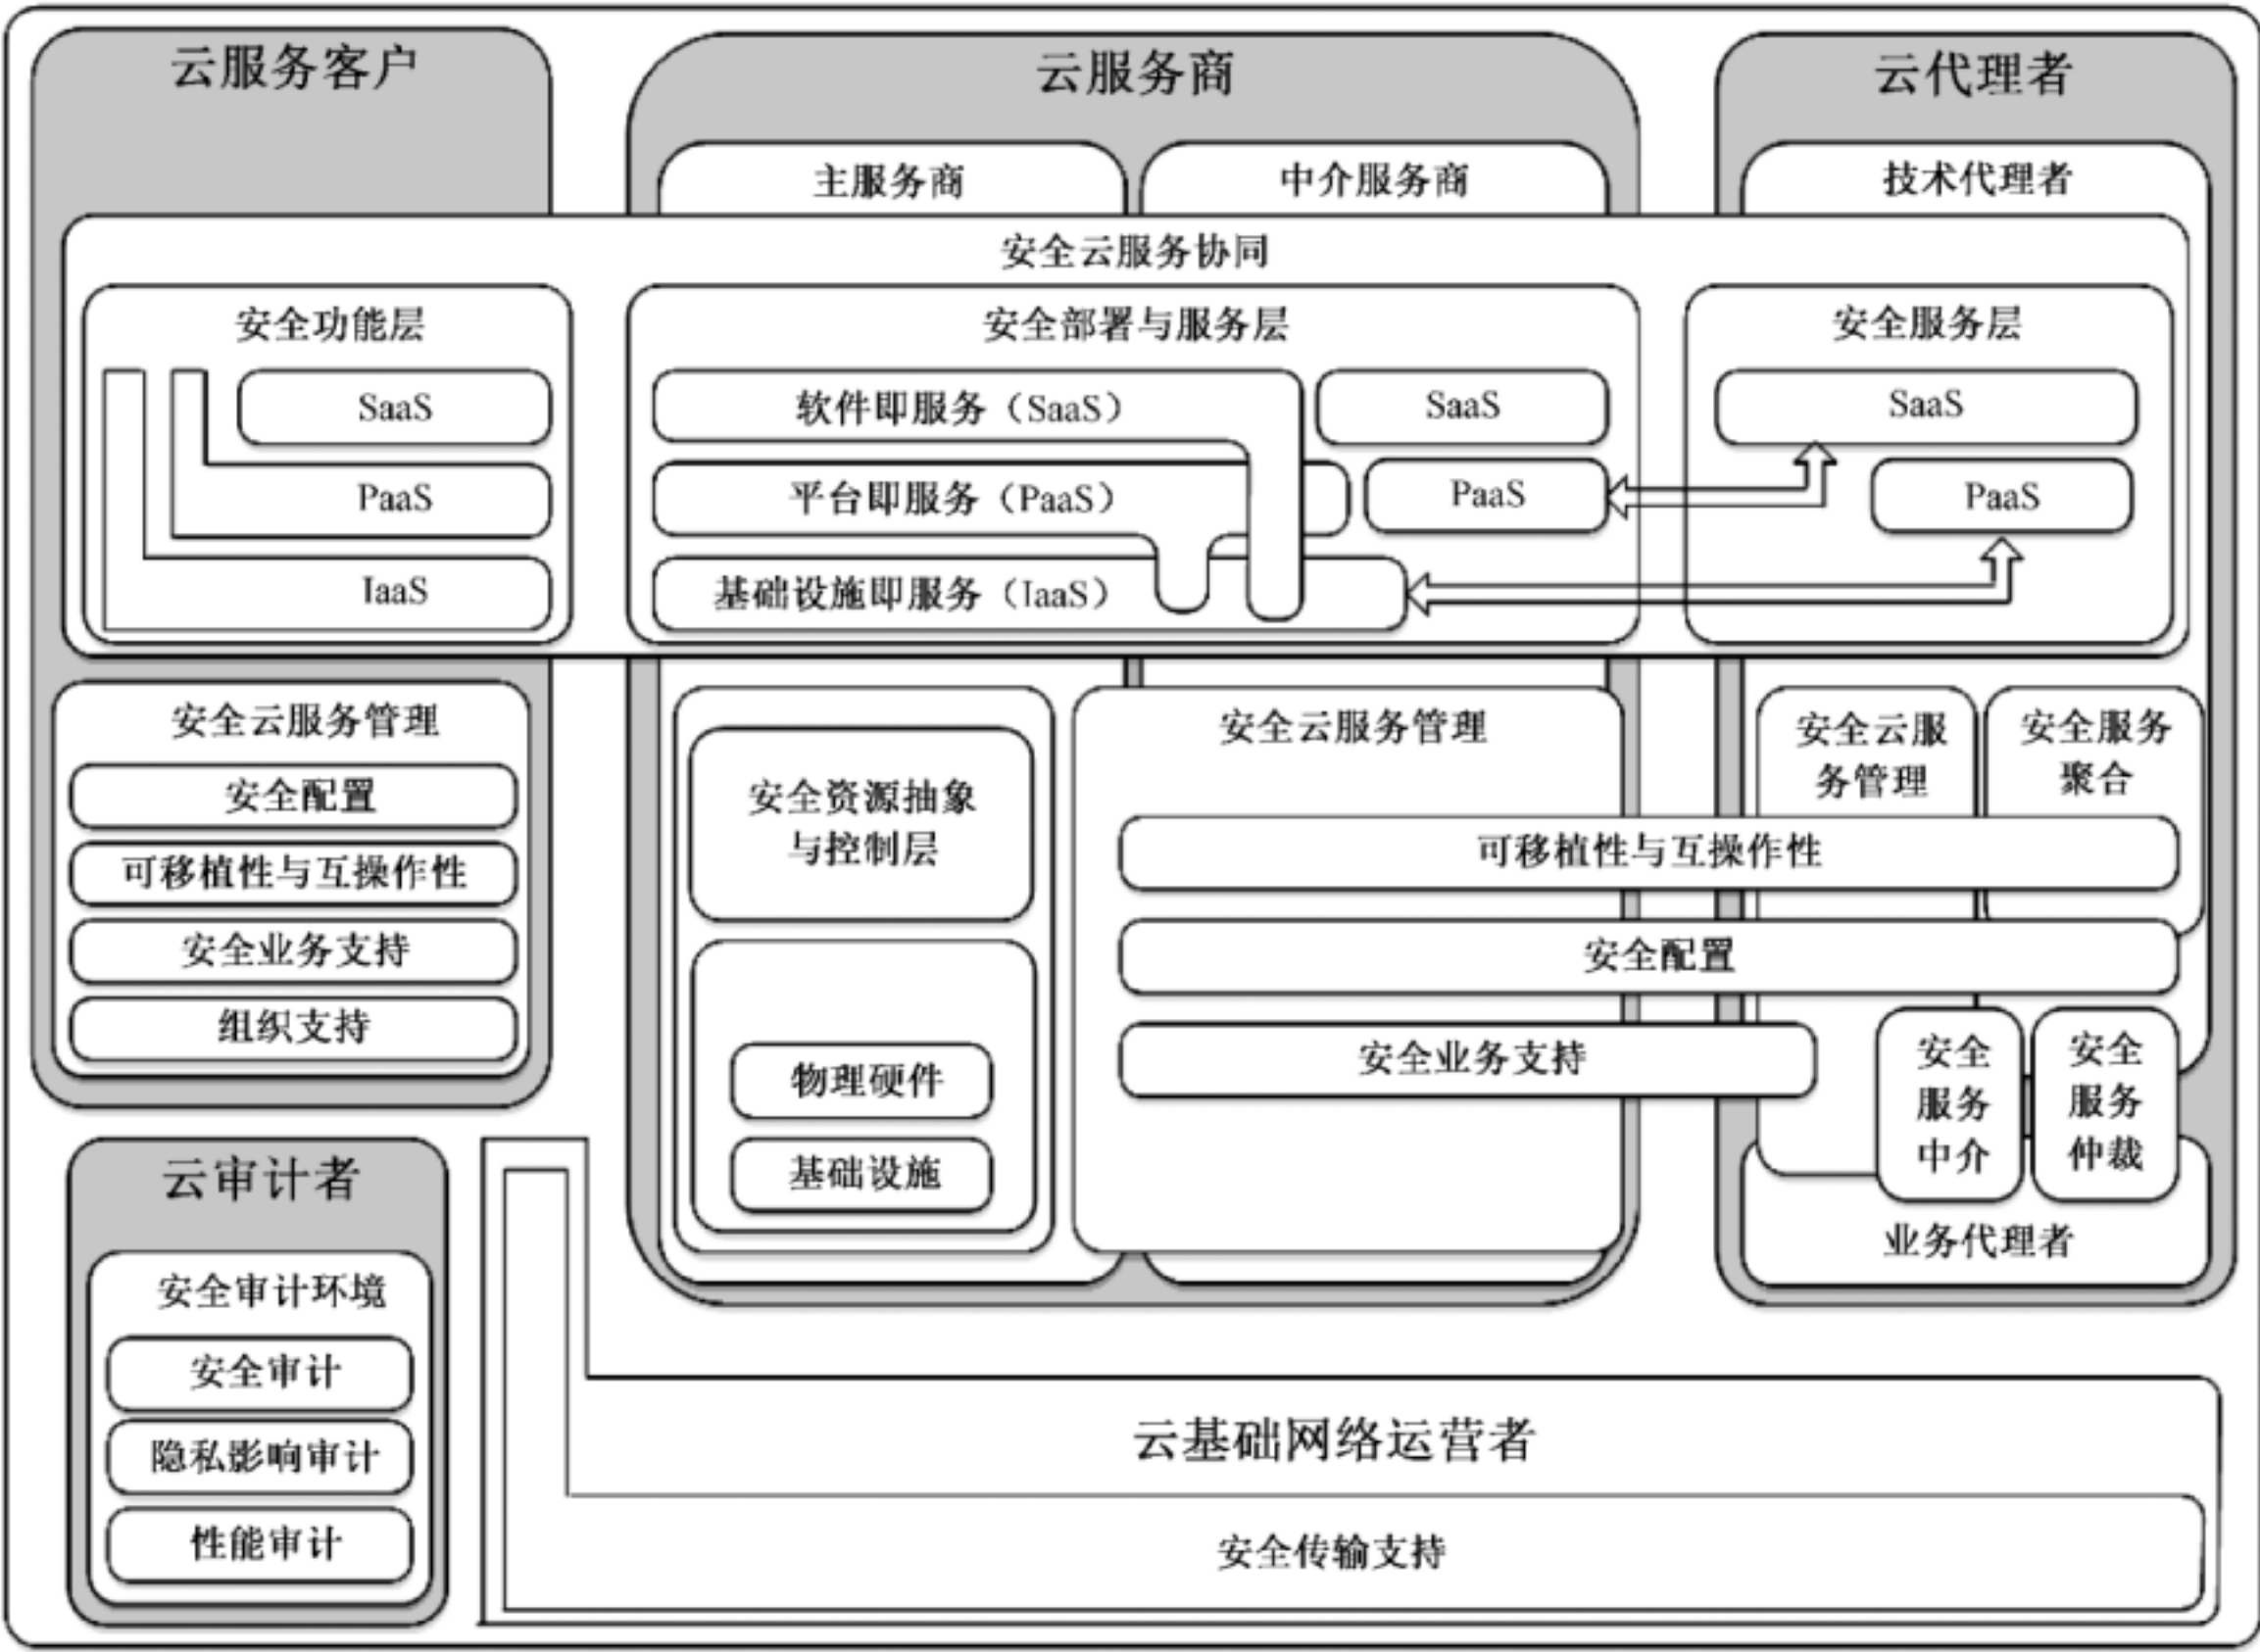 云服务客户
云服务商
云代理者
主服务商
中介服务商
技术代理者
安全云服务协同
安全功能层
SaaS
PaaS
IaaS
安全部署与服务层
软件即服务（SaaS）
SaaS
平台即服务（PaaS）
PaaS
基础设施即服务（IaaS）
安全服务层
SaaS
PaaS
安全云服务管理
安全配置
可移植性与互操作性
安全业务支持
组织支持
安全资源抽象
与控制层
物理硬件
基础设施
安全云服务管理
安全云服
务管理
安全服务
聚合
可移植性与互操作性
安全配置
安全业务支持
安全
服务
中介
安全
服务
仲裁
业务代理者
云审计者
安全审计环境
安全审计
隐私影响审计
性能审计
云基础网络运营者
安全传输支持